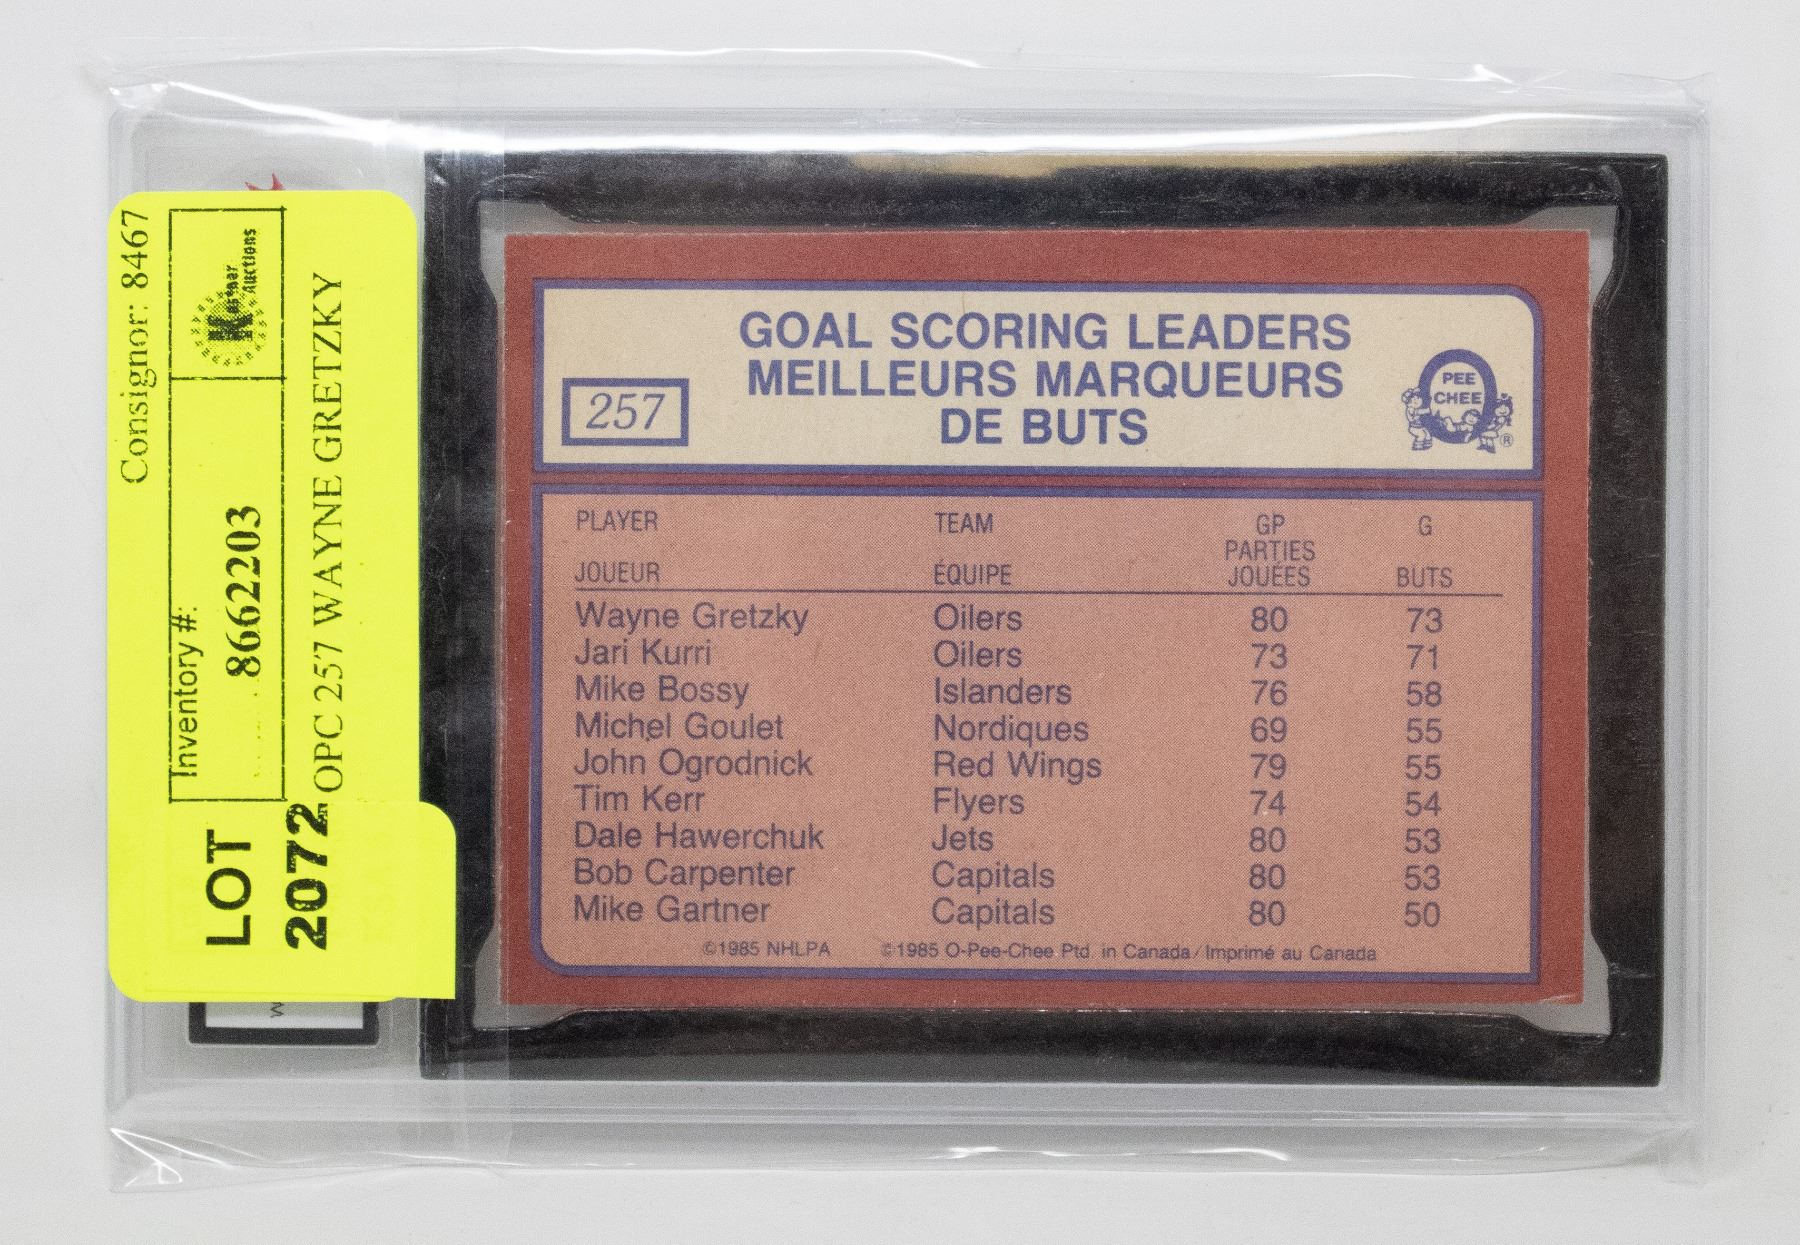 Consignor: 8467
Kastner
Auctions
Inventory #:
8662203
OPC 257 WAYNE GRETZKY
LOT
2072
GOAL SCORING LEADERS
MEILLEURS MARQUEURS
DE BUTS
257
PEE
CHEE
®
PLAYER TEAM GP G
PARTIES
JOUEUR ÉQUIPE JOUÉES BUTS
Wayne Gretzky Oilers 80 73
Jari Kurri Oilers 73 71
Mike Bossy Islanders 76 58
Michel Goulet Nordiques 69 55
John Ogrodnick Red Wings 79 55
Tim Kerr Flyers 74 54
Dale Hawerchuk Jets 80 53
Bob Carpenter Capitals 80 53
Mike Gartner Capitals 80 50
©1985 NHLPA ©1985 O-Pee-Chee Ptd. in Canada/Imprimé au Canada